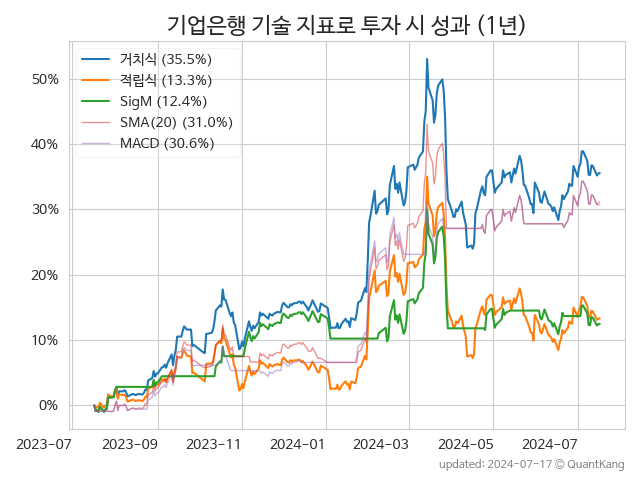 기업은행 기술 지표로 투자 시 성과 (1년)
거치식 (35.5%)
적립식 (13.3%)
SigM (12.4%)
SMA(20) (31.0%)
MACD (30.6%)
50%
40%
30%
20%
10%
0%
2023-07 2023-09 2023-11 2024-01 2024-03 2024-05 2024-07
updated: 2024-07-17 © QuantKang